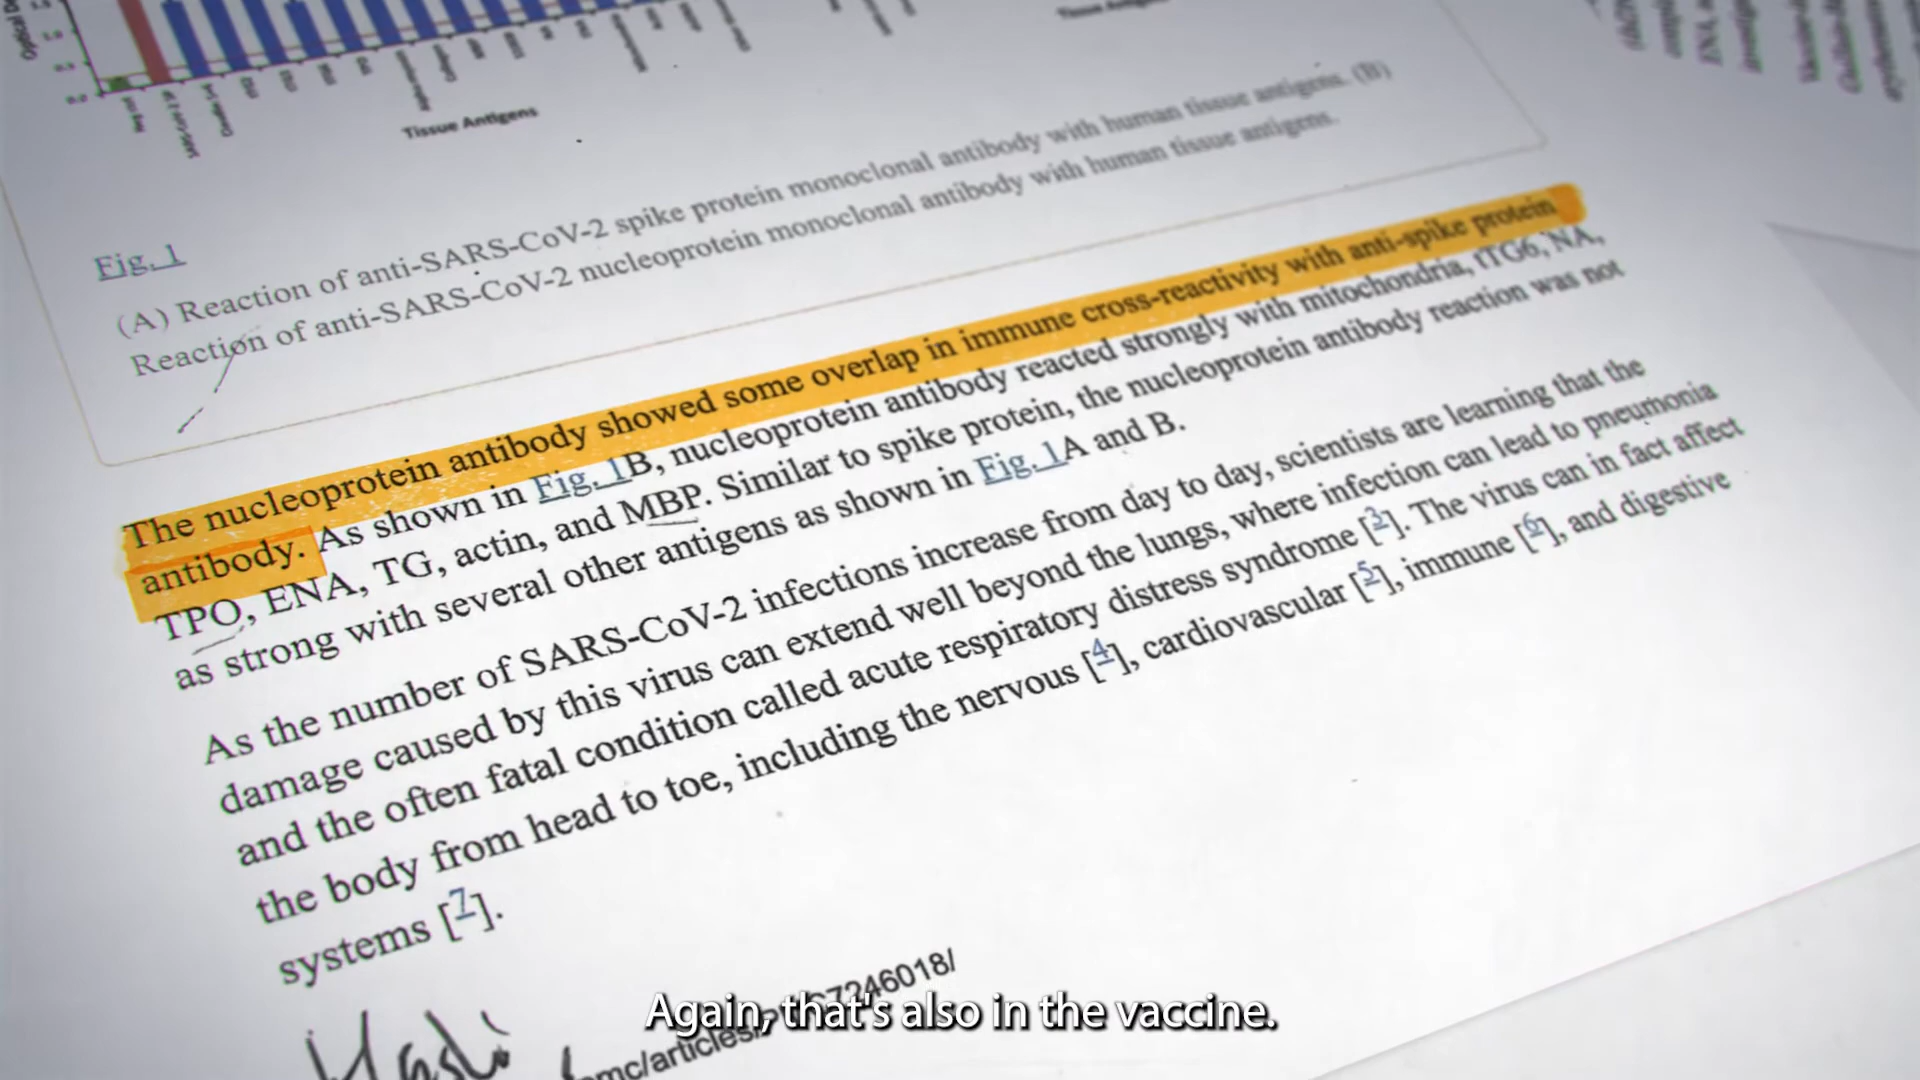 Tissue Antigens
Fig. 1
(A) Reaction of anti-SARS-CoV-2 spike protein monoclonal antibody with human tissue antigens. (B)
Reaction of anti-SARS-CoV-2 nucleoprotein monoclonal antibody with human tissue antigens.
The nucleoprotein antibody showed some overlap in immune cross-reactivity with anti-spike protein
antibody. As shown in Fig. 1B, nucleoprotein antibody reacted strongly with mitochondria, tTG6, NA,
TPO, ENA, TG, actin, and MBP. Similar to spike protein, the nucleoprotein antibody reaction was not
as strong with several other antigens as shown in Fig. 1A and B.
As the number of SARS-CoV-2 infections increase from day to day, scientists are learning that the
damage caused by this virus can extend well beyond the lungs, where infection can lead to pneumonia
and the often fatal condition called acute respiratory distress syndrome [3]. The virus can in fact affect
the body from head to toe, including the nervous [4], cardiovascular [5], immune [6], and digestive
systems [7].
mc/articles/P 7246018/
Again, that's also in the vaccine.